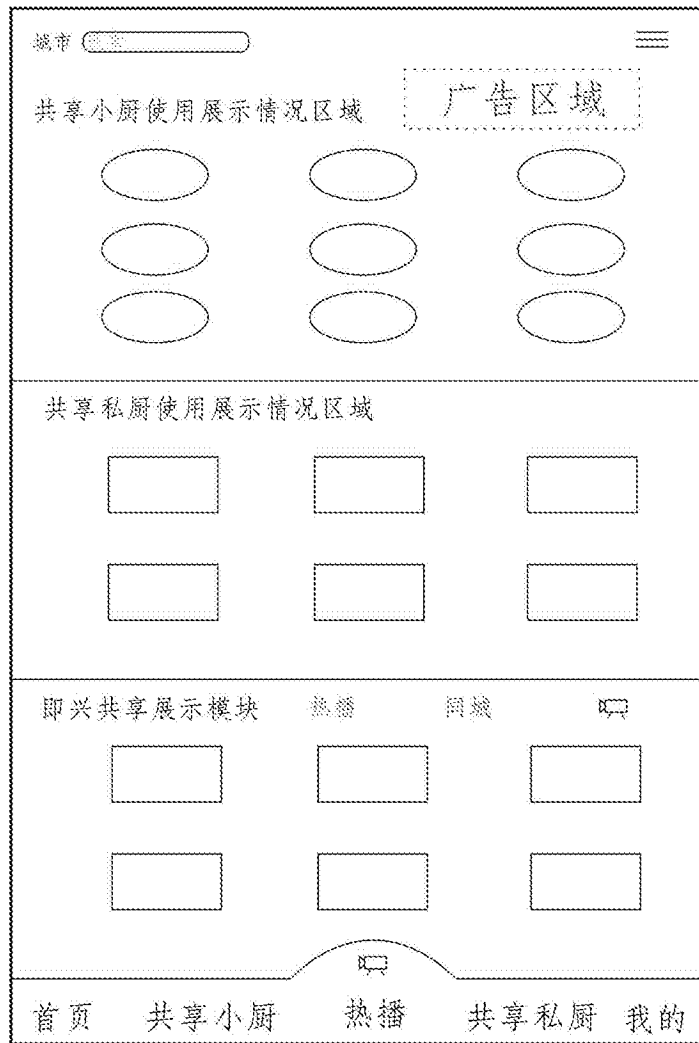 城市
广告区域
共享小厨使用展示情况区域
共享私厨使用展示情况区域
即兴共享展示模块 热播 同城
首页 共享小厨 热播 共享私厨 我的